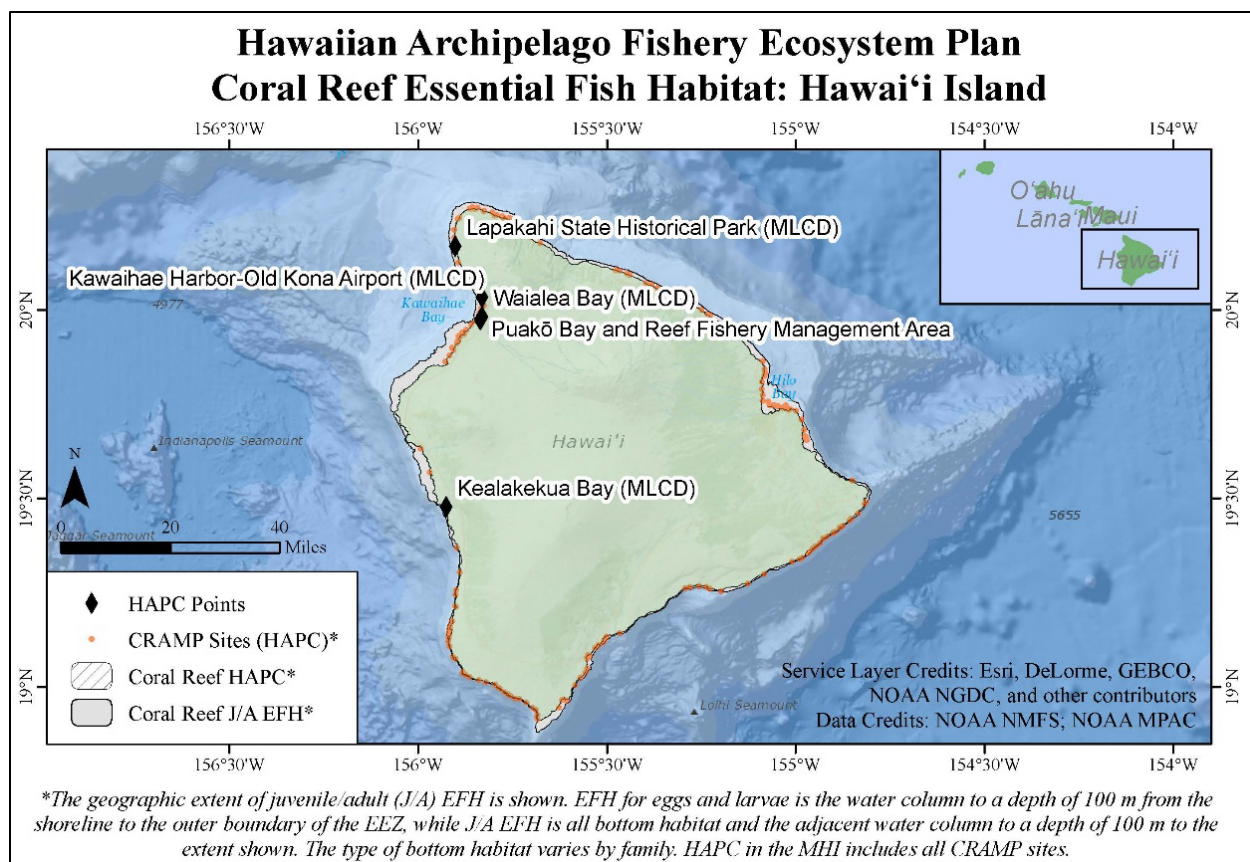 Hawaiian Archipelago Fishery Ecosystem Plan
Coral Reef Essential Fish Habitat: Hawai‘i Island
156°30'W 156°W 155°30'W 155°W 154°30'W 154°W
O‘ahu
Lāna‘i
Maui
Hawai‘i
Lapakahi State Historical Park (MLCD)
Kawaihae Harbor-Old Kona Airport (MLCD)
Waialea Bay (MLCD)
20°N
20°N
4977
Kawaihae
Bay
Puakō Bay and Reef Fishery Management Area
Hilo
Bay
Indianapolis Seamount
Hawai'i
N
Kealakekua Bay (MLCD)
19°30'N
19°30'N
5655
0 20 40
Miles
Seamount
HAPC Points
CRAMP Sites (HAPC)*
Coral Reef HAPC*
Coral Reef J/A EFH*
19°N
19°N
Loihi Seamount
Service Layer Credits: Esri, DeLorme, GEBCO,
NOAA NGDC, and other contributors
Data Credits: NOAA NMFS; NOAA MPAC
156°30'W 156°W 155°30'W 155°W 154°30'W 154°W
*The geographic extent of juvenile/adult (J/A) EFH is shown. EFH for eggs and larvae is the water column to a depth of 100 m from the
shoreline to the outer boundary of the EEZ, while J/A EFH is all bottom habitat and the adjacent water column to a depth of 100 m to the
extent shown. The type of bottom habitat varies by family. HAPC in the MHI includes all CRAMP sites.